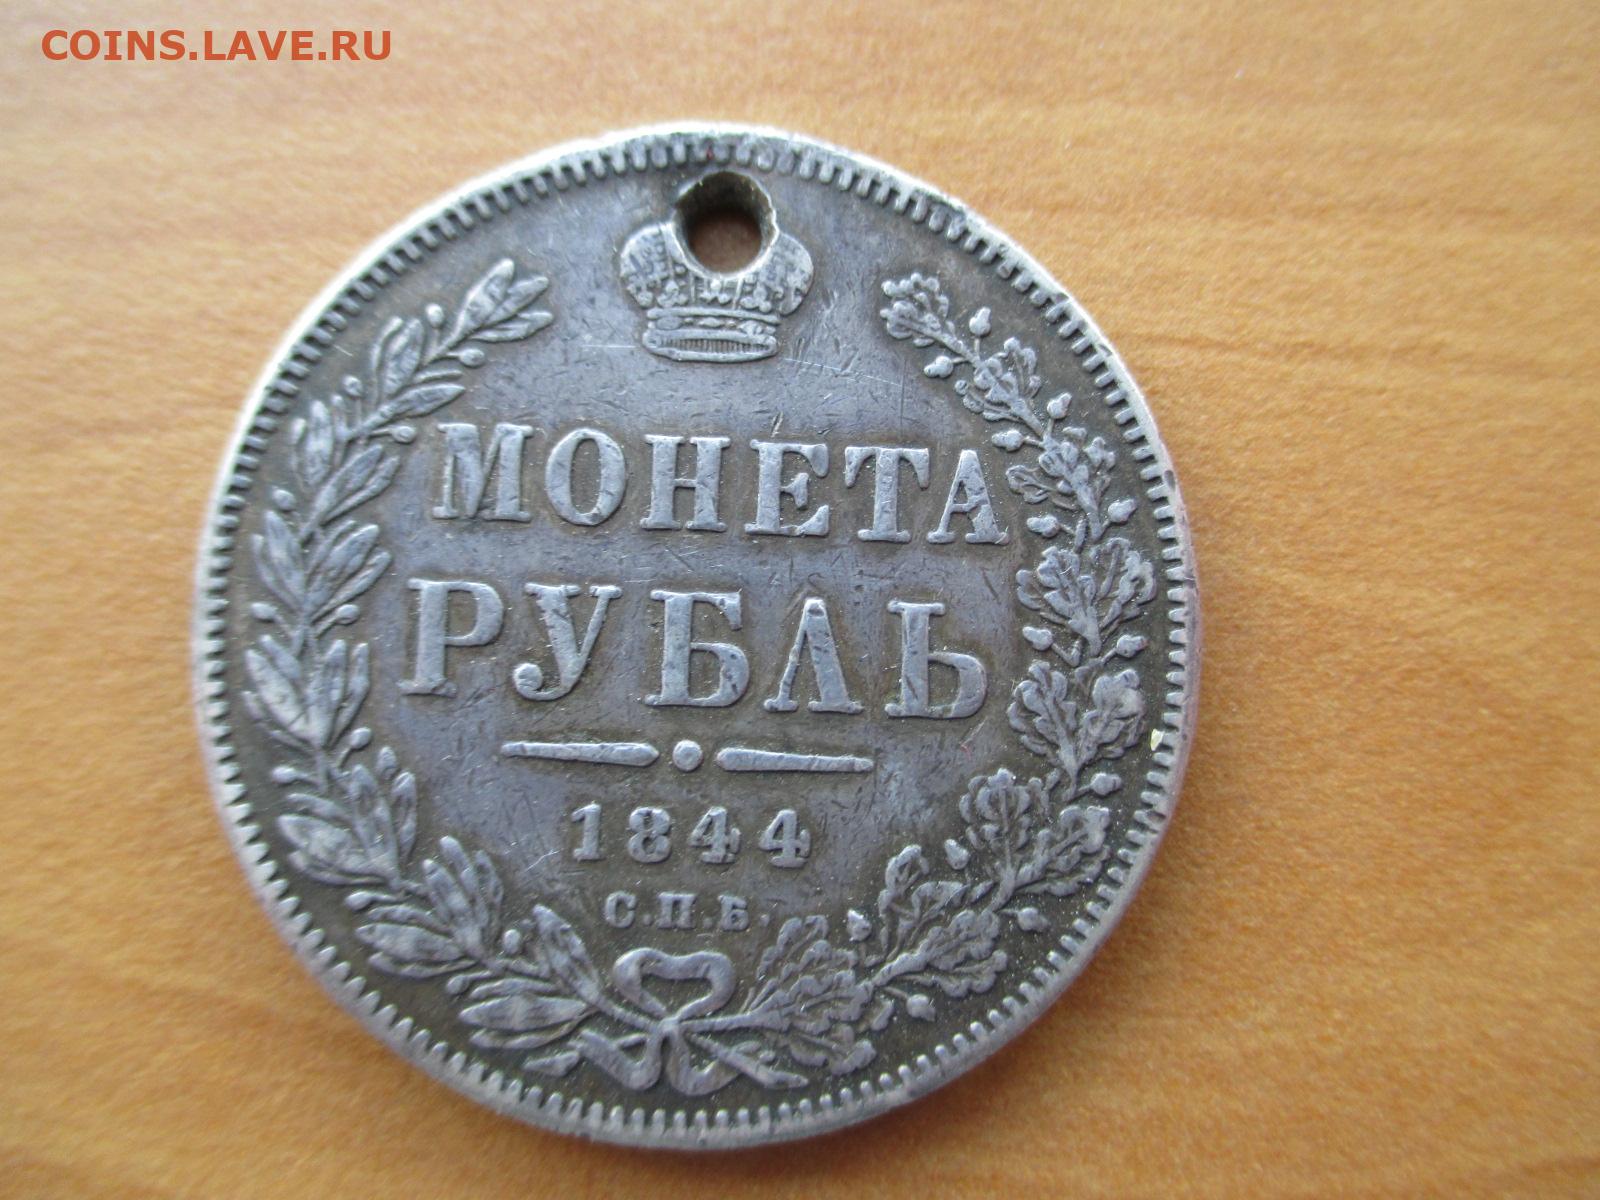 COINS.LAVE.RU
МОНЕТА
РУБЛЬ
1844
С.П.Б.